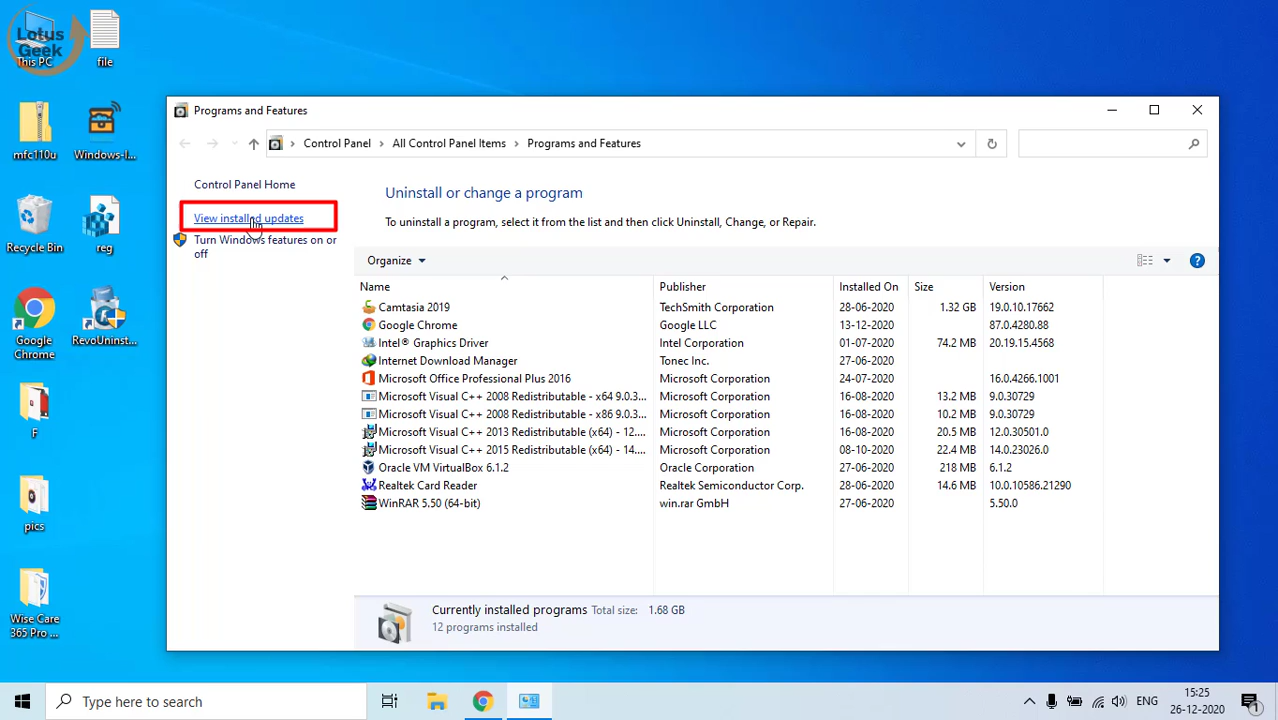 Lotus
Geek
This PC
file
mfc110u
Windows-I...
Recycle Bin
reg
Google
Chrome
RevoUninst...
F
pics
Wise Care
365 Pro ...
Programs and Features
Control Panel > All Control Panel Items > Programs and Features
Control Panel Home
View installed updates
Turn Windows features on or
off
Uninstall or change a program
To uninstall a program, select it from the list and then click Uninstall, Change, or Repair.
Organize
Name Publisher Installed On Size Version
Camtasia 2019 TechSmith Corporation 28-06-2020 1.32 GB 19.0.10.17662
Google Chrome Google LLC 13-12-2020 87.0.4280.88
Intel® Graphics Driver Intel Corporation 01-07-2020 74.2 MB 20.19.15.4568
Internet Download Manager Tonec Inc. 27-06-2020
Microsoft Office Professional Plus 2016 Microsoft Corporation 24-07-2020 16.0.4266.1001
Microsoft Visual C++ 2008 Redistributable - x64 9.0.3... Microsoft Corporation 16-08-2020 13.2 MB 9.0.30729
Microsoft Visual C++ 2008 Redistributable - x86 9.0.3... Microsoft Corporation 16-08-2020 10.2 MB 9.0.30729
Microsoft Visual C++ 2013 Redistributable (x64) - 12.... Microsoft Corporation 16-08-2020 20.5 MB 12.0.30501.0
Microsoft Visual C++ 2015 Redistributable (x64) - 14.... Microsoft Corporation 08-10-2020 22.4 MB 14.0.23026.0
Oracle VM VirtualBox 6.1.2 Oracle Corporation 27-06-2020 218 MB 6.1.2
Realtek Card Reader Realtek Semiconductor Corp. 28-06-2020 14.6 MB 10.0.10586.21290
WinRAR 5.50 (64-bit) win.rar GmbH 27-06-2020 5.50.0
Currently installed programs Total size: 1.68 GB
12 programs installed
Type here to search
ENG
15:25
26-12-2020
1